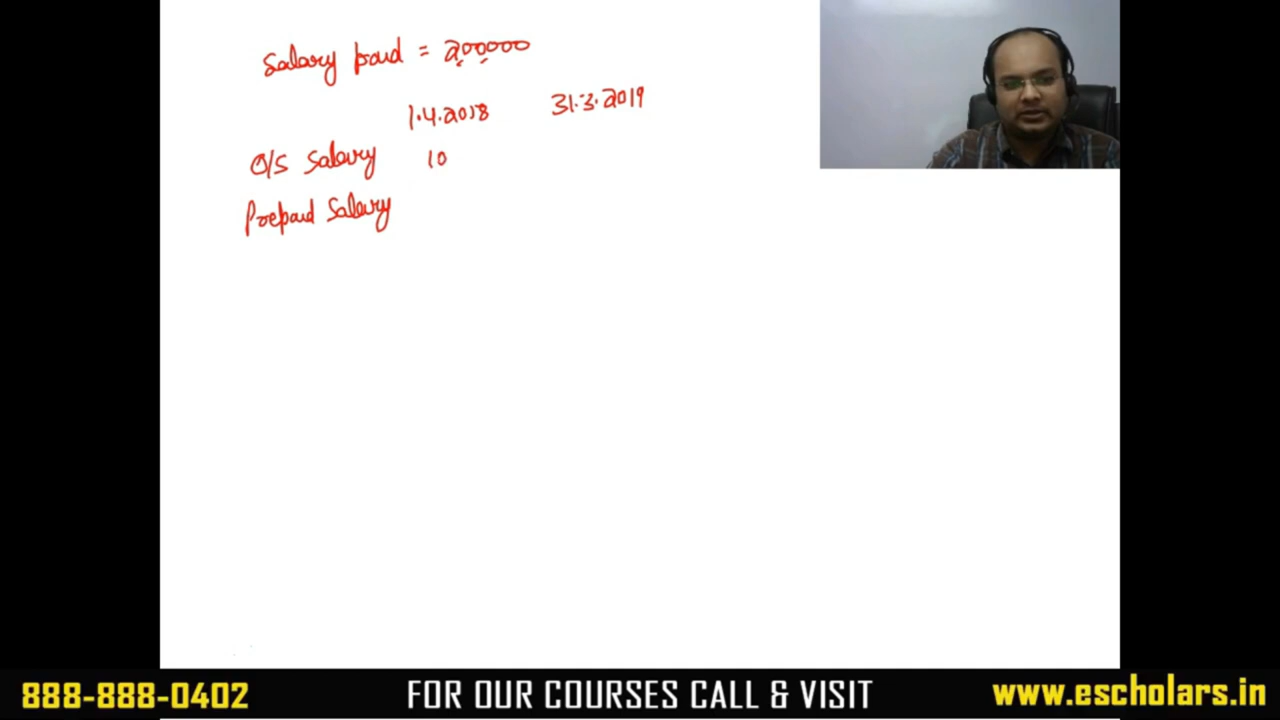 Salary paid = 200000
1.4.2018 31.3.2019
O/S Salary 10
Prepaid Salary
888-888-0402 FOR OUR COURSES CALL & VISIT www.escholars.in